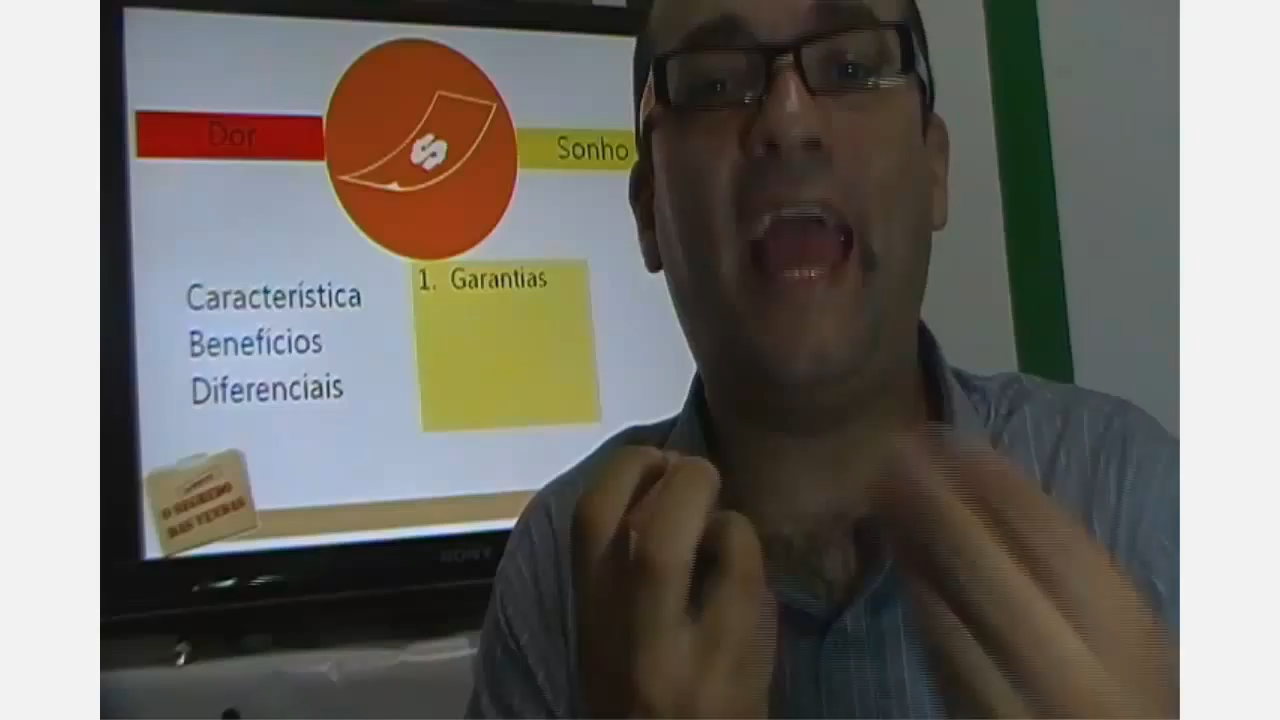 Dor
Sonho
1. Garantias
Característica
Benefícios
Diferenciais
O SEGREDO
DAS VENDAS
SONY